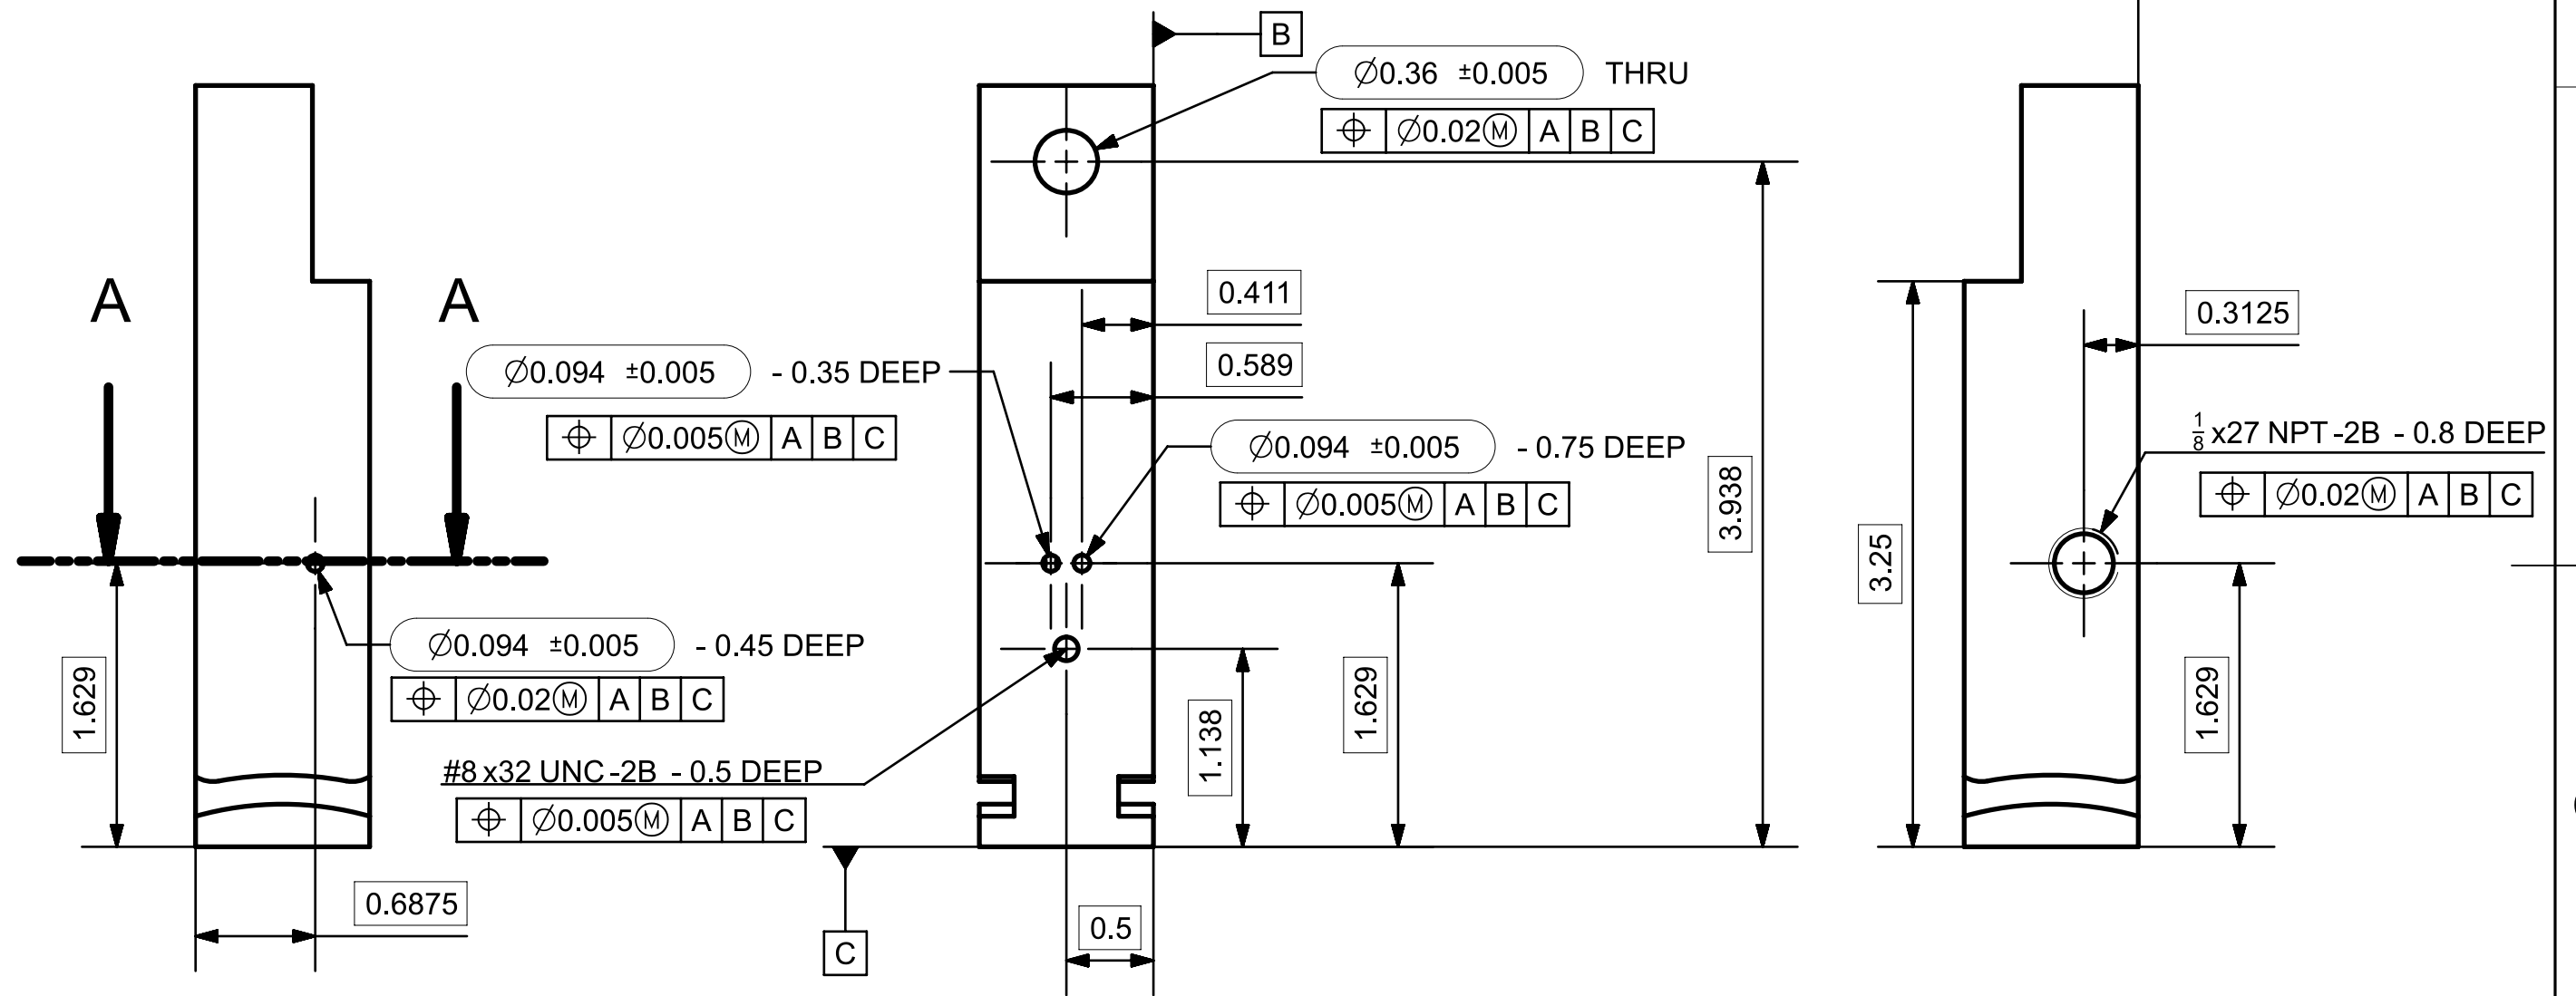 B
⌀0.36 ±0.005 THRU
⌖ ⌀0.02Ⓜ A B C
A A
0.411
0.3125
⌀0.094 ±0.005 - 0.35 DEEP
0.589
⌖ ⌀0.005Ⓜ A B C
⌀0.094 ±0.005 - 0.75 DEEP
⌖ ⌀0.005Ⓜ A B C
1/8 x27 NPT -2B - 0.8 DEEP
⌖ ⌀0.02Ⓜ A B C
3.938
3.25
⌀0.094 ±0.005 - 0.45 DEEP
⌖ ⌀0.02Ⓜ A B C
1.629
1.138
1.629
1.629
#8 x32 UNC -2B - 0.5 DEEP
⌖ ⌀0.005Ⓜ A B C
0.6875
C
0.5